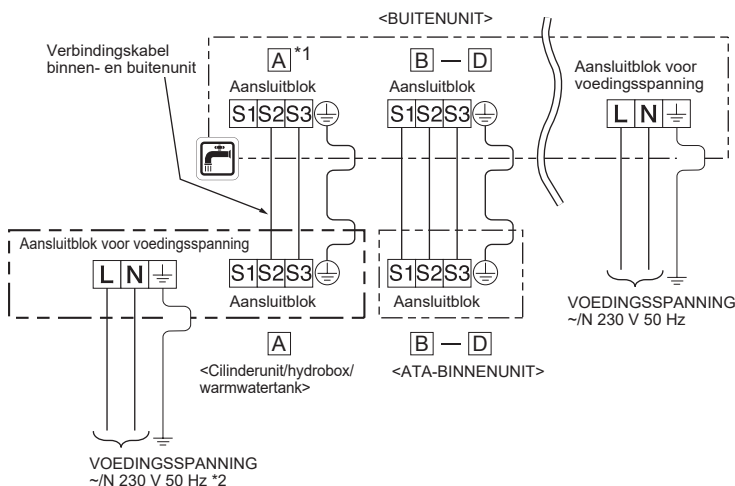 <BUITENUNIT>
Verbindingskabel
binnen- en buitenunit
A *1
Aansluitblok
S1 S2 S3
B — D
Aansluitblok
S1 S2 S3
Aansluitblok voor
voedingsspanning
L N
Aansluitblok voor voedingsspanning
L N
S1 S2 S3
Aansluitblok
S1 S2 S3
Aansluitblok
VOEDINGSSPANNING
~/N 230 V 50 Hz
A
<Cilinderunit/hydrobox/
warmwatertank>
B — D
<ATA-BINNENUNIT>
VOEDINGSSPANNING
~/N 230 V 50 Hz *2